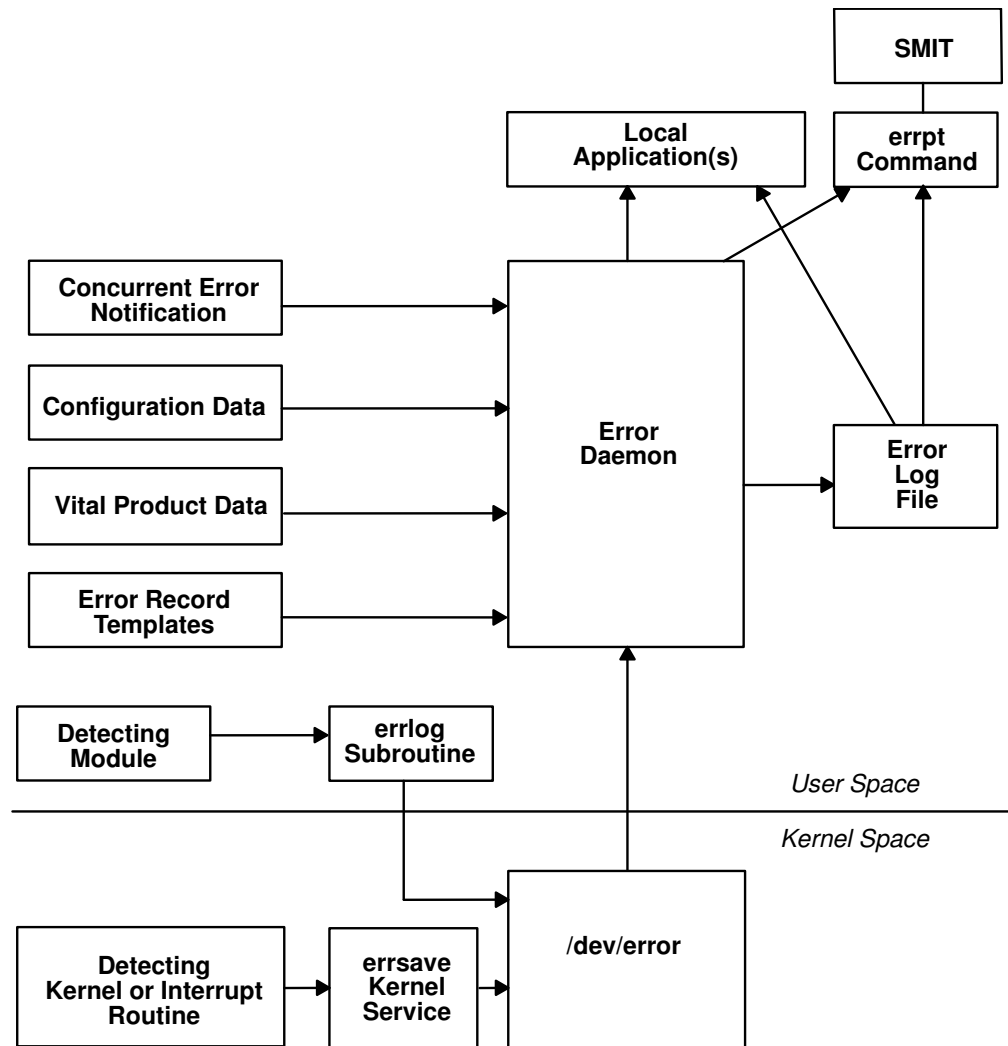 SMIT
Local
Application(s)
errpt
Command
Concurrent Error
Notification
Configuration Data
Error
Daemon
Error
Log
File
Vital Product Data
Error Record
Templates
Detecting
Module
errlog
Subroutine
User Space
Kernel Space
Detecting
Kernel or Interrupt
Routine
errsave
Kernel
Service
/dev/error